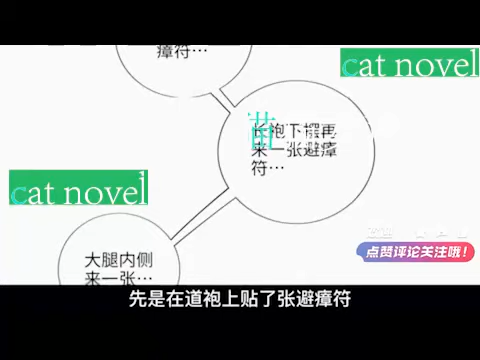 瘴符…
cat novel
苗
长袍下摆再
来一张避瘴
符…
cat novel
点赞评论关注哦！
大腿内侧
来一张…
先是在道袍上贴了张避瘴符